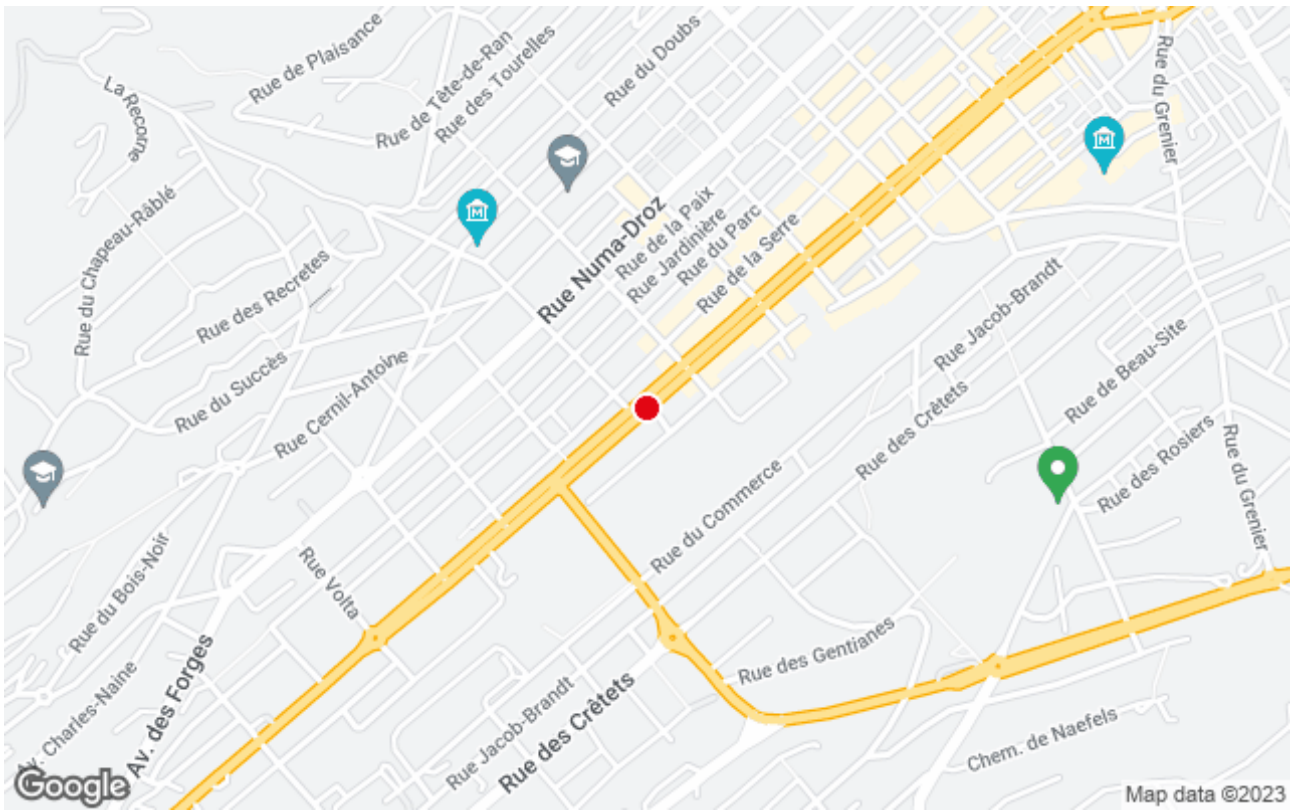 Rue de Plaisance
Rue de Tête-de-Ran
Rue des Tourelles
Rue du Doubs
Rue du Grenier
La Recorne
Rue du Chapeau-Râblé
Rue des Recretes
Rue Numa-Droz
Rue de la Paix
Rue Jardinière
Rue du Parc
Rue de la Serre
Rue Jacob-Brandt
Rue de Beau-Site
Rue du Succès
Rue Cernil-Antoine
Rue des Crêtets
Rue des Rosiers
Rue du Grenier
Rue du Commerce
Rue du Bois-Noir
Rue Volta
Rue des Gentianes
Av. Charles-Naine
Av. des Forges
Rue Jacob-Brandt
Rue des Crêtets
Chem. de Naefels
Google
Map data ©2023
M
M